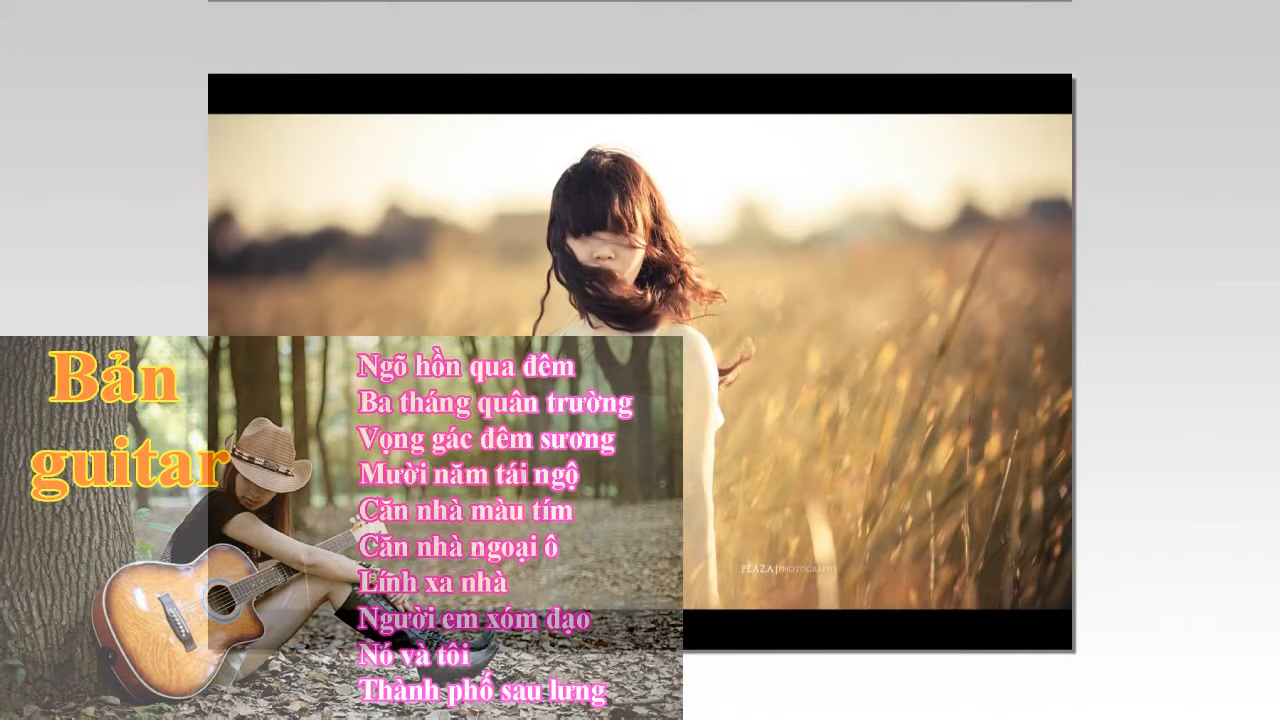 Bản
guitar
Ngõ hồn qua đêm
Ba tháng quân trường
Vọng gác đêm sương
Mười năm tái ngộ
Căn nhà màu tím
Căn nhà ngoại ô
Lính xa nhà
Người em xóm đạo
Nó và tôi
Thành phố sau lưng
PLAZA|PHOTOGRAPHY